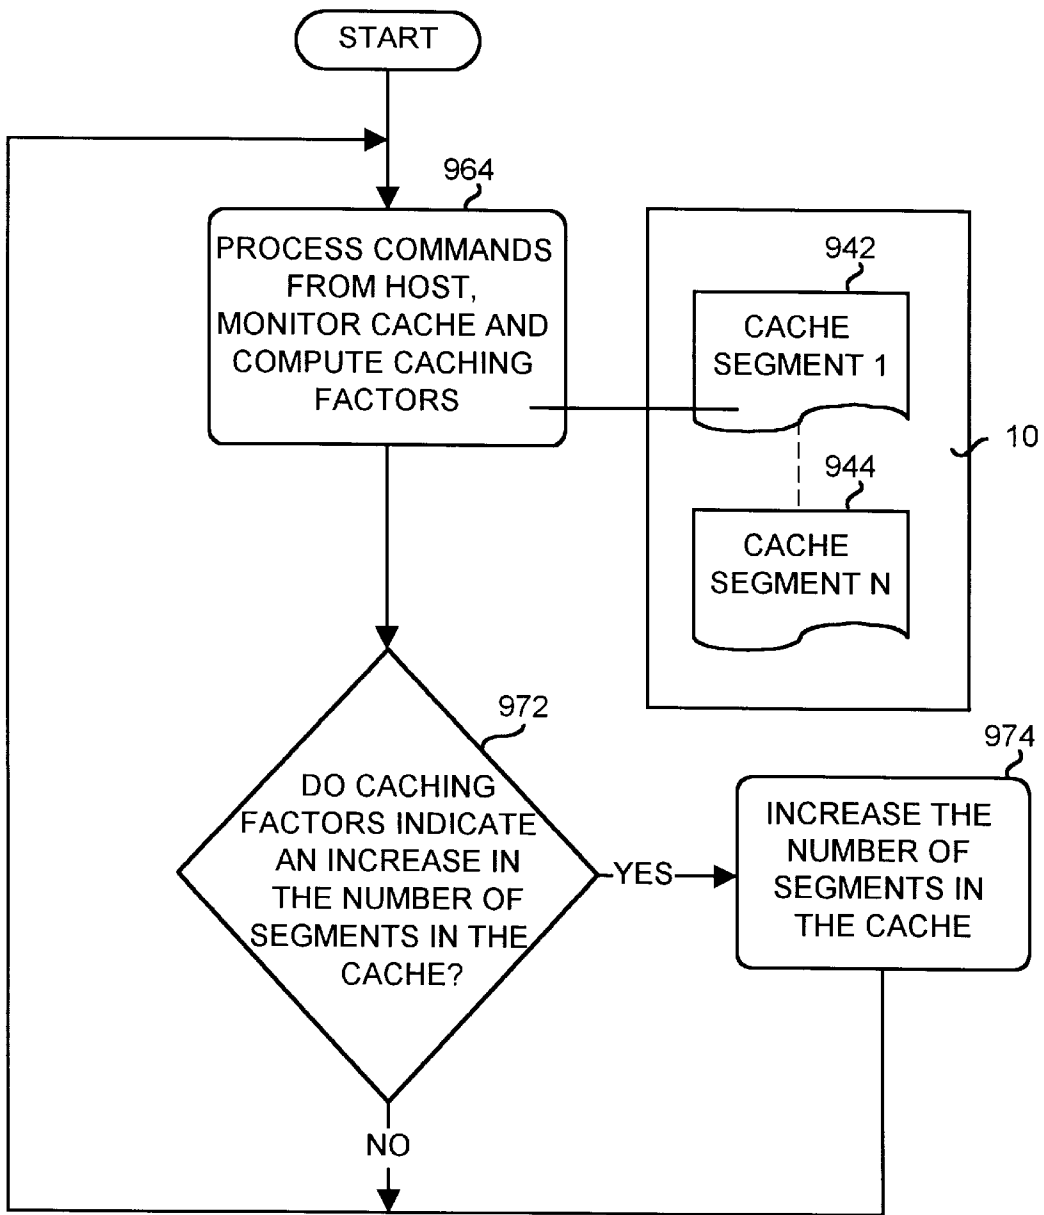 START
964
PROCESS COMMANDS
FROM HOST,
MONITOR CACHE AND
COMPUTE CACHING
FACTORS
942
CACHE
SEGMENT 1
10
944
CACHE
SEGMENT N
972
DO CACHING
FACTORS INDICATE
AN INCREASE IN
THE NUMBER OF
SEGMENTS IN THE
CACHE?
YES
974
INCREASE THE
NUMBER OF
SEGMENTS IN
THE CACHE
NO